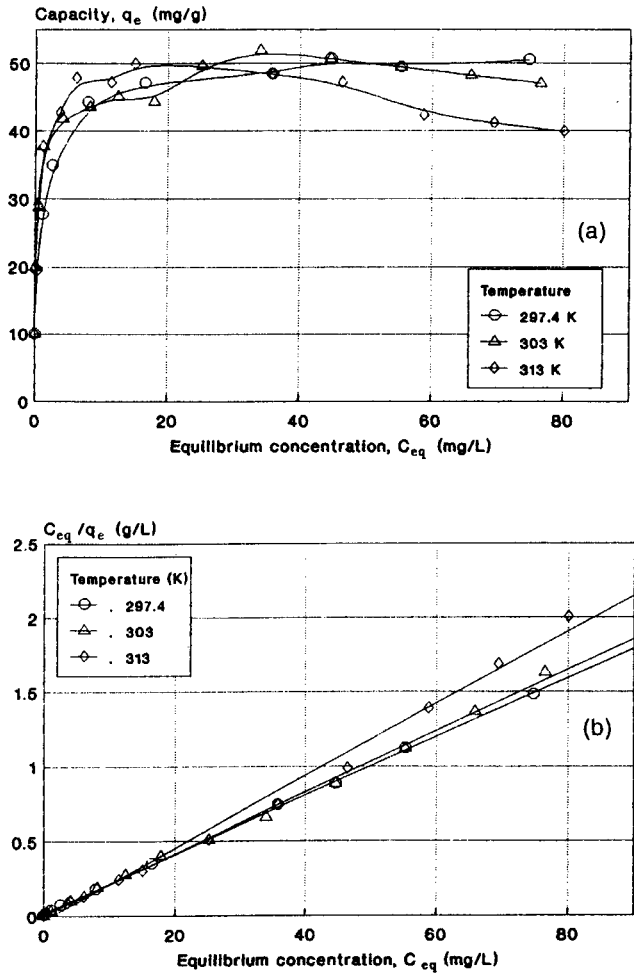 Capacity, qe (mg/g)
60
50
40
30
20
10
0
(a)
Temperature
297.4 K
303 K
313 K
0 20 40 60 80
Equilibrium concentration, Ceq (mg/L)
Ceq /qe (g/L)
2.5
2
1.5
1
0.5
0
Temperature (K)
. 297.4
. 303
. 313
(b)
0 20 40 60 80
Equilibrium concentration, C eq (mg/L)